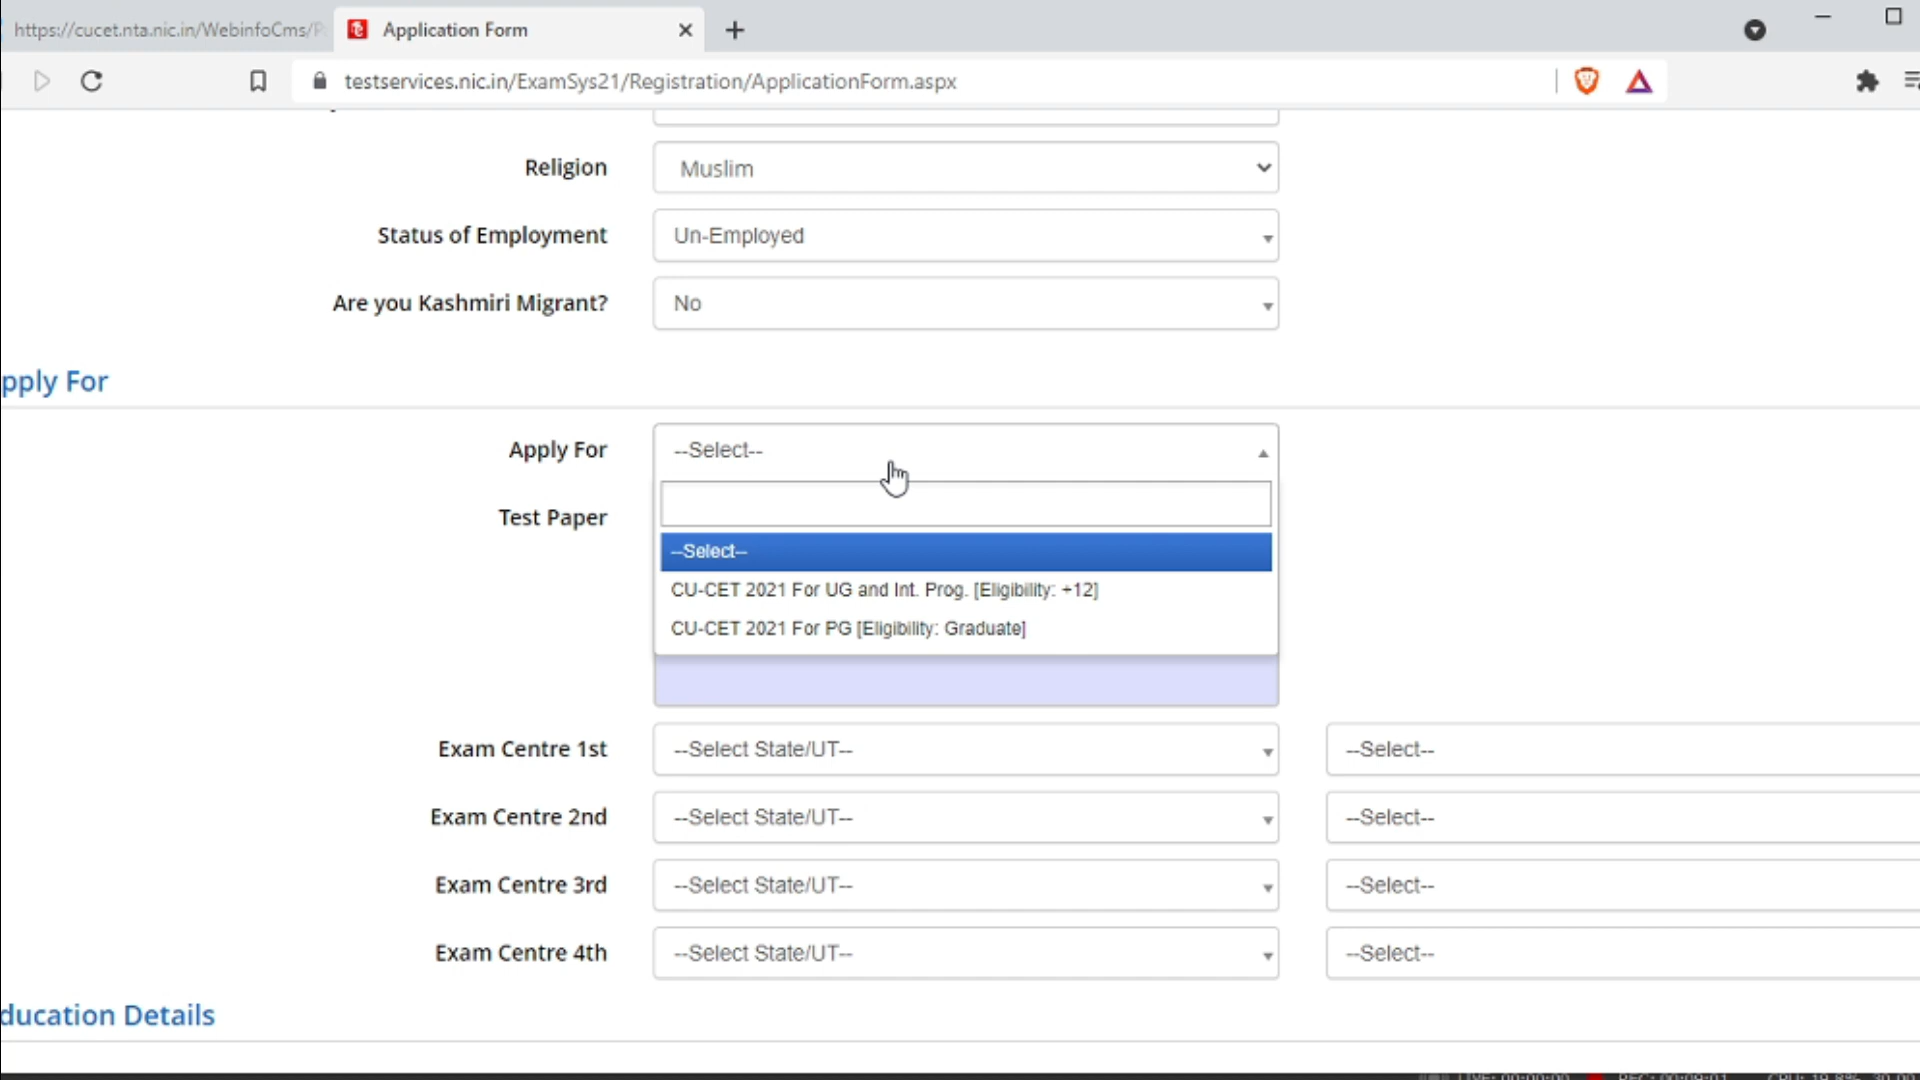 https://cucet.nta.nic.in/WebinfoCms/P
Application Form
testservices.nic.in/ExamSys21/Registration/ApplicationForm.aspx
Religion Muslim
Status of Employment Un-Employed
Are you Kashmiri Migrant? No
pply For
Apply For --Select--
Test Paper
--Select--
CU-CET 2021 For UG and Int. Prog. [Eligibility: +12]
CU-CET 2021 For PG [Eligibility: Graduate]
Exam Centre 1st --Select State/UT-- --Select--
Exam Centre 2nd --Select State/UT-- --Select--
Exam Centre 3rd --Select State/UT-- --Select--
Exam Centre 4th --Select State/UT-- --Select--
ducation Details